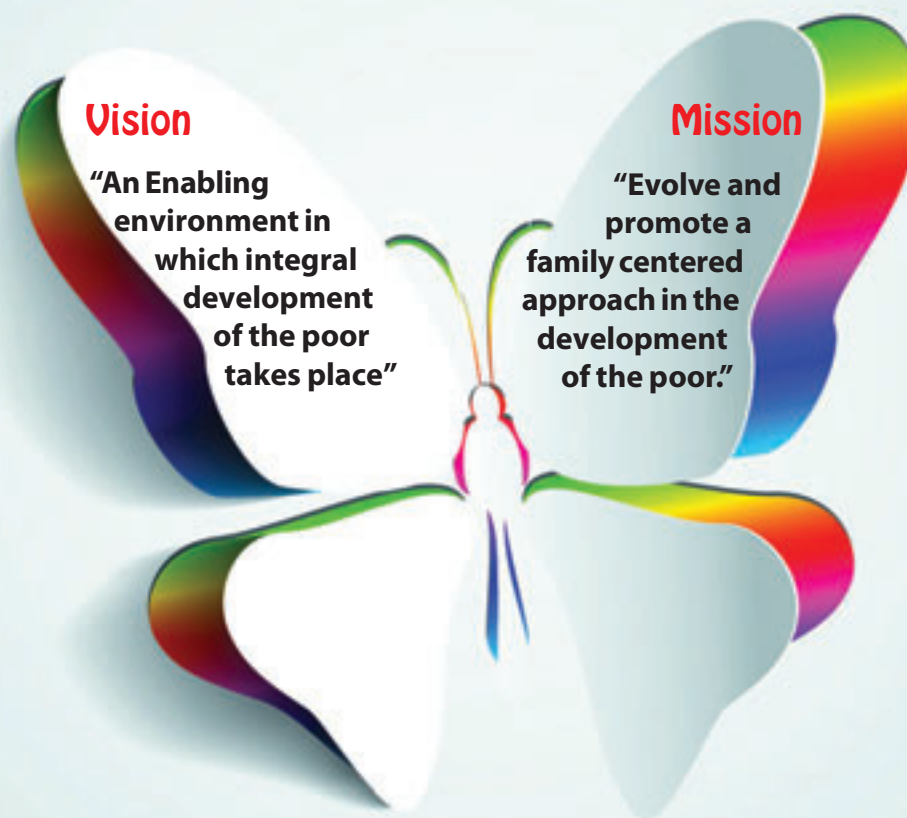 Vision
“An Enabling
environment in
which integral
development
of the poor
takes place”
Mission
“Evolve and
promote a
family centered
approach in the
development
of the poor.”